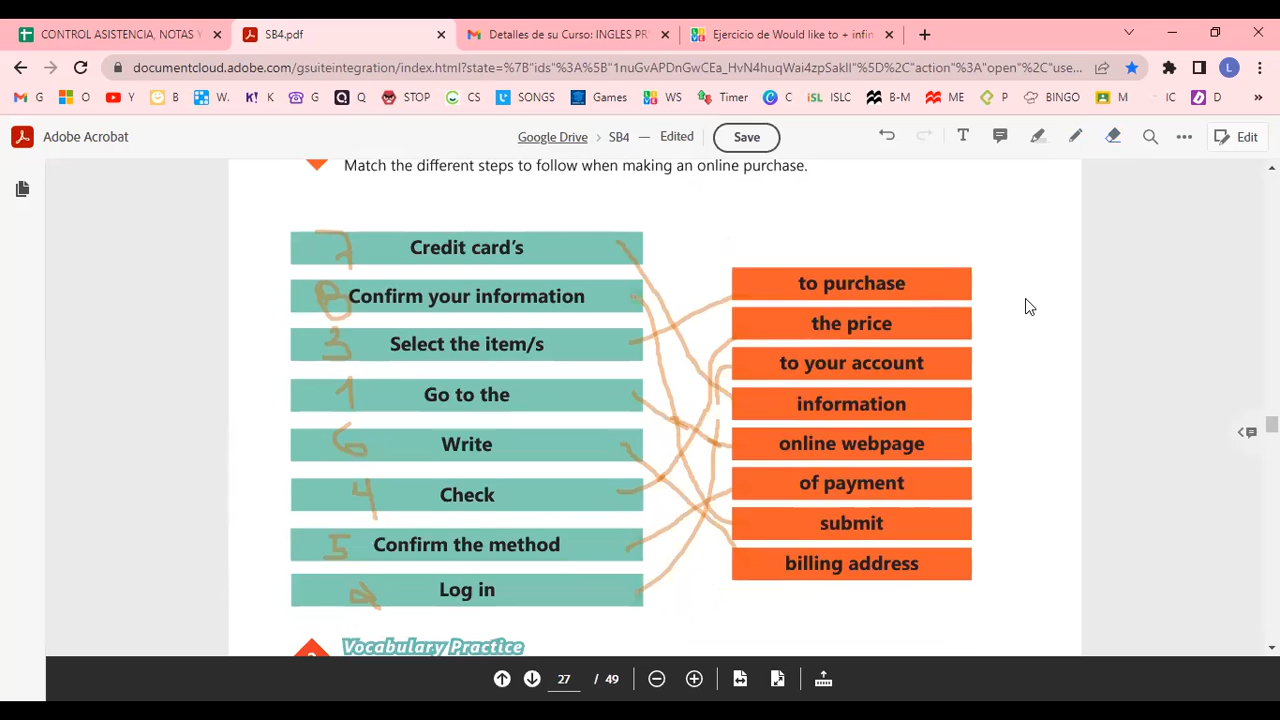 CONTROL ASISTENCIA, NOTAS Y
SB4.pdf
Detalles de su Curso: INGLES PR
Ejercicio de Would like to + infin
documentcloud.adobe.com/gsuiteintegration/index.html?state=%7B"ids"%3A%5B"1nuGvAPDnGwCEa_HvN4huqWai4zpSakIl"%5D%2C"action"%3A"open"%2C"use...
L
G
O
Y
B
W.
K!
G
Q
STOP
CS
SONGS
Games
WS
Timer
C
ISLC
B-M
ME
P
BINGO
M
IC
D
»
Adobe Acrobat
Google Drive
SB4
Edited
Save
Edit
Match the different steps to follow when making an online purchase.
7 Credit card's
8 Confirm your information
3 Select the item/s
1 Go to the
6 Write
4 Check
5 Confirm the method
2 Log in
to purchase
the price
to your account
information
online webpage
of payment
submit
billing address
Vocabulary Practice
27 / 49